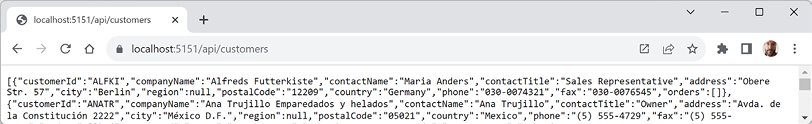 localhost:5151/api/customers
localhost:5151/api/customers
[{"customerId":"ALFKI","companyName":"Alfreds Futterkiste","contactName":"Maria Anders","contactTitle":"Sales Representative","address":"Obere
Str. 57","city":"Berlin","region":null,"postalCode":"12209","country":"Germany","phone":"030-0074321","fax":"030-0076545","orders":[]},
{"customerId":"ANATR","companyName":"Ana Trujillo Emparedados y helados","contactName":"Ana Trujillo","contactTitle":"Owner","address":"Avda. de
la Constitución 2222","city":"México D.F.","region":null,"postalCode":"05021","country":"Mexico","phone":"(5) 555-4729","fax":"(5) 555-